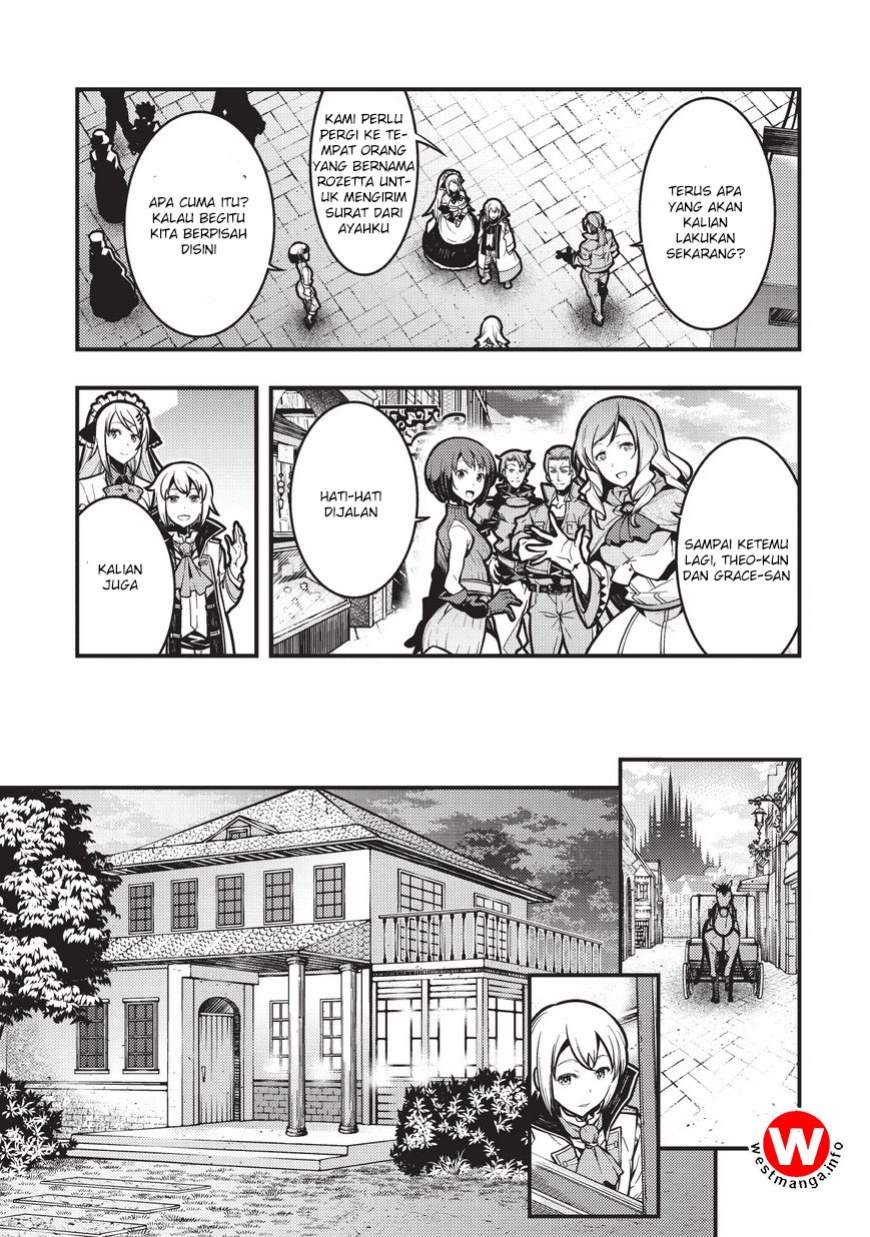 TERUS APA
YANG AKAN
KALIAN
LAKUKAN
SEKARANG?
KAMI PERLU
PERGI KE TE-
MPAT ORANG
YANG BERNAMA
ROZETTA UNT-
UK MENGIRIM
SURAT DARI
AYAHKU
APA CUMA ITU?
KALAU BEGITU
KITA BERPISAH
DISINI
SAMPAI KETEMU
LAGI, THEO-KUN
DAN GRACE-SAN
HATI-HATI
DIJALAN
KALIAN
JUGA
W
westmanga.info